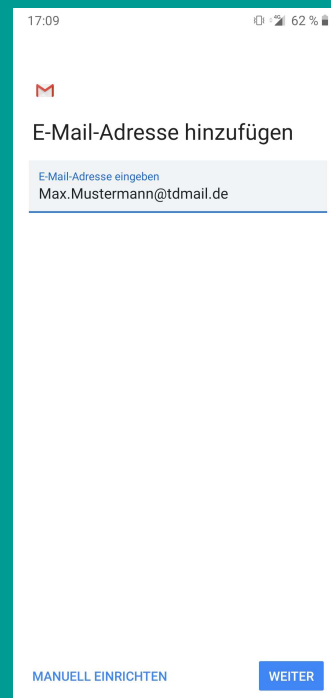 17:09 62 %
E-Mail-Adresse hinzufügen
E-Mail-Adresse eingeben
Max.Mustermann@tdmail.de
MANUELL EINRICHTEN WEITER